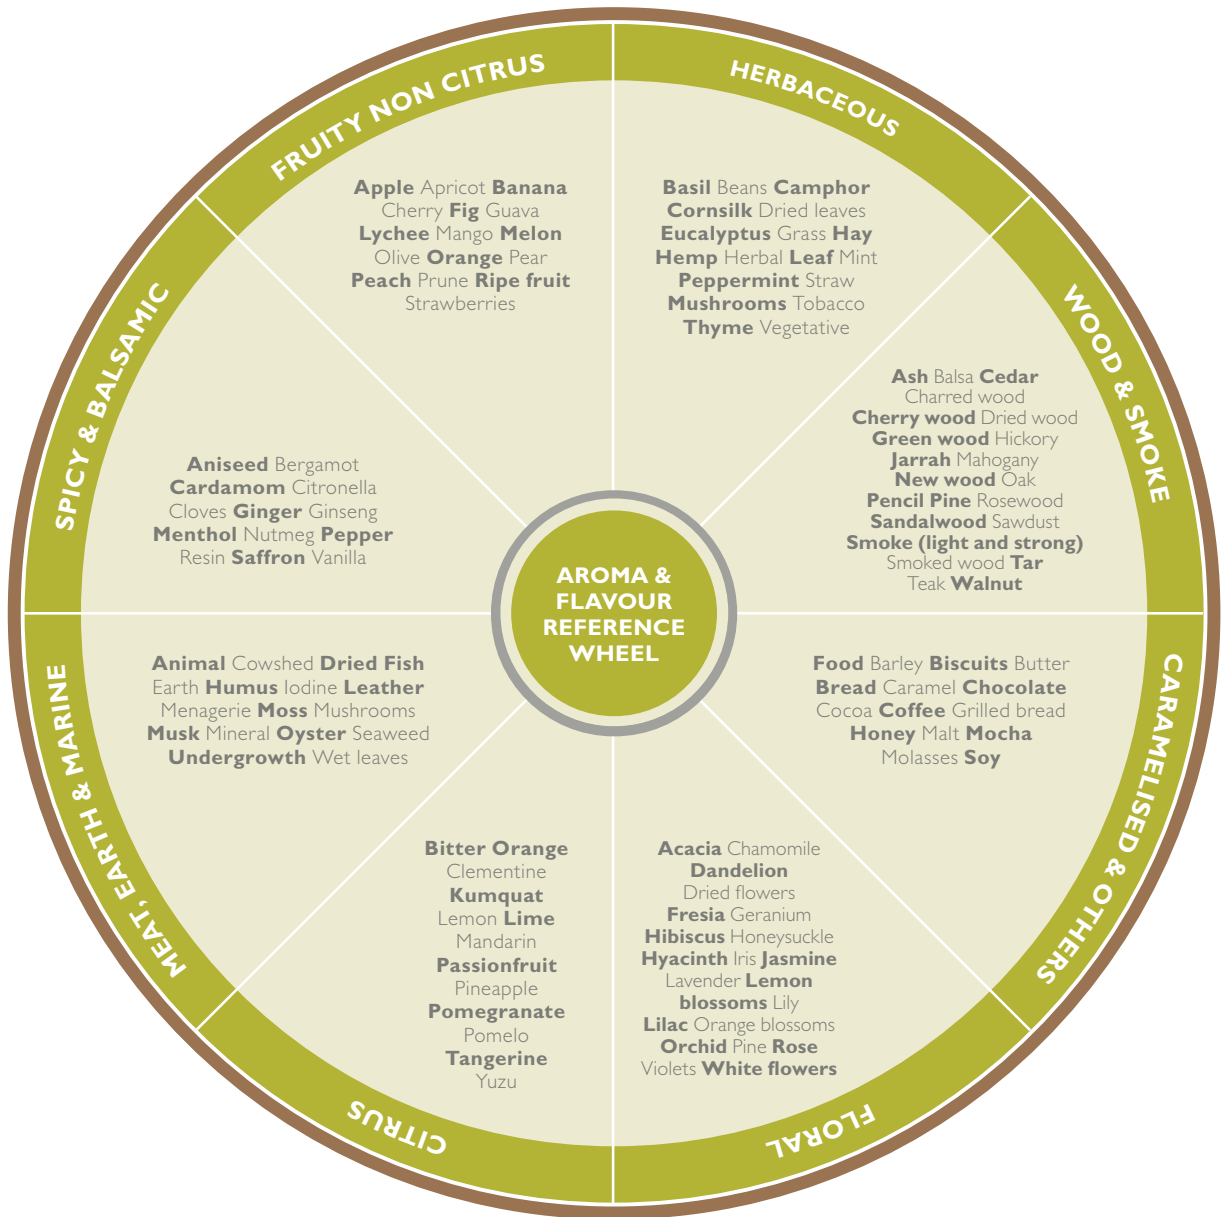 FRUITY NON CITRUS
Apple Apricot Banana
Cherry Fig Guava
Lychee Mango Melon
Olive Orange Pear
Peach Prune Ripe fruit
Strawberries
HERBACEOUS
Basil Beans Camphor
Cornsilk Dried leaves
Eucalyptus Grass Hay
Hemp Herbal Leaf Mint
Peppermint Straw
Mushrooms Tobacco
Thyme Vegetative
WOOD & SMOKE
Ash Balsa Cedar
Charred wood
Cherry wood Dried wood
Green wood Hickory
Jarrah Mahogany
New wood Oak
Pencil Pine Rosewood
Sandalwood Sawdust
Smoke (light and strong)
Smoked wood Tar
Teak Walnut
CARAMELISED & OTHERS
Food Barley Biscuits Butter
Bread Caramel Chocolate
Cocoa Coffee Grilled bread
Honey Malt Mocha
Molasses Soy
FLORAL
Acacia Chamomile
Dandelion
Dried flowers
Fresia Geranium
Hibiscus Honeysuckle
Hyacinth Iris Jasmine
Lavender Lemon
blossoms Lily
Lilac Orange blossoms
Orchid Pine Rose
Violets White flowers
CITRUS
Bitter Orange
Clementine
Kumquat
Lemon Lime
Mandarin
Passionfruit
Pineapple
Pomegranate
Pomelo
Tangerine
Yuzu
MEAT, EARTH & MARINE
Animal Cowshed Dried Fish
Earth Humus Iodine Leather
Menagerie Moss Mushrooms
Musk Mineral Oyster Seaweed
Undergrowth Wet leaves
SPICY & BALSAMIC
Aniseed Bergamot
Cardamom Citronella
Cloves Ginger Ginseng
Menthol Nutmeg Pepper
Resin Saffron Vanilla
AROMA &
FLAVOUR
REFERENCE
WHEEL